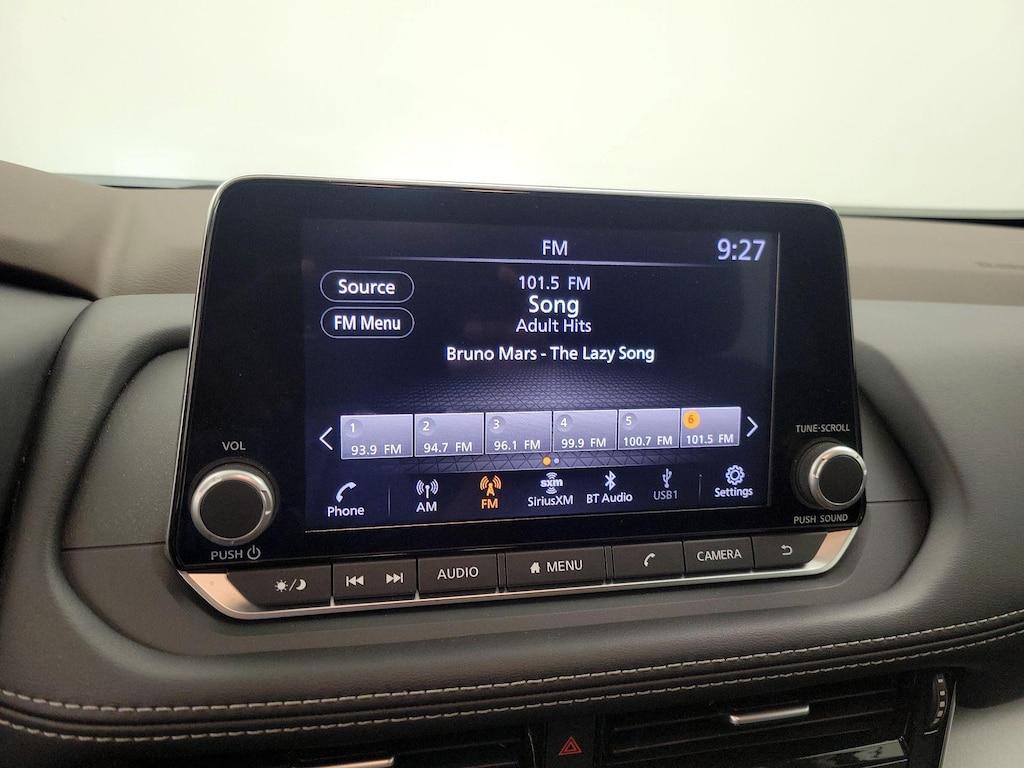 FM
9:27
Source
FM Menu
101.5 FM
Song
Adult Hits
Bruno Mars - The Lazy Song
1
93.9 FM
2
94.7 FM
3
96.1 FM
4
99.9 FM
5
100.7 FM
6
101.5 FM
Phone
AM
FM
sxm
SiriusXM
BT Audio
USB1
Settings
VOL
PUSH
TUNE·SCROLL
PUSH SOUND
AUDIO
MENU
CAMERA